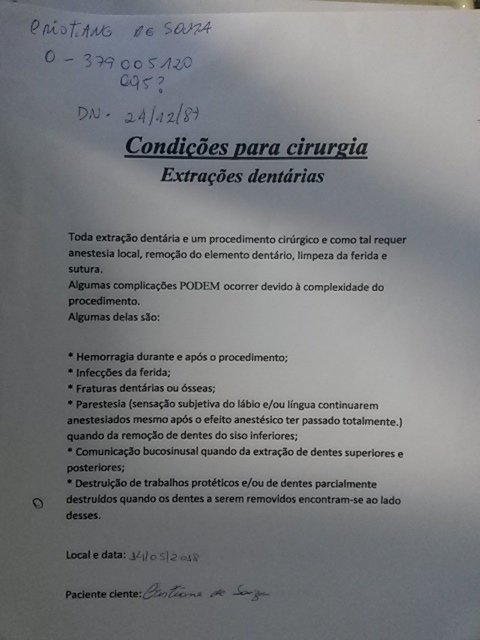 CRISTIANO DE SOUZA
0-379005120
695?
DN. 24/12/87
Condições para cirurgia
Extrações dentárias
Toda extração dentária e um procedimento cirúrgico e como tal requer
anestesia local, remoção do elemento dentário, limpeza da ferida e
sutura.
Algumas complicações PODEM ocorrer devido à complexidade do
procedimento.
Algumas delas são:
* Hemorragia durante e após o procedimento;
* Infecções da ferida;
* Fraturas dentárias ou ósseas;
* Parestesia (sensação subjetiva do lábio e/ou língua continuarem
anestesiados mesmo após o efeito anestésico ter passado totalmente.)
quando da remoção de dentes do siso inferiores;
* Comunicação bucosinusal quando da extração de dentes superiores e
posteriores;
* Destruição de trabalhos protéticos e/ou de dentes parcialmente
destruídos quando os dentes a serem removidos encontram-se ao lado
desses.
Local e data: 14/05/2018
Paciente ciente: Cristiano de Souza